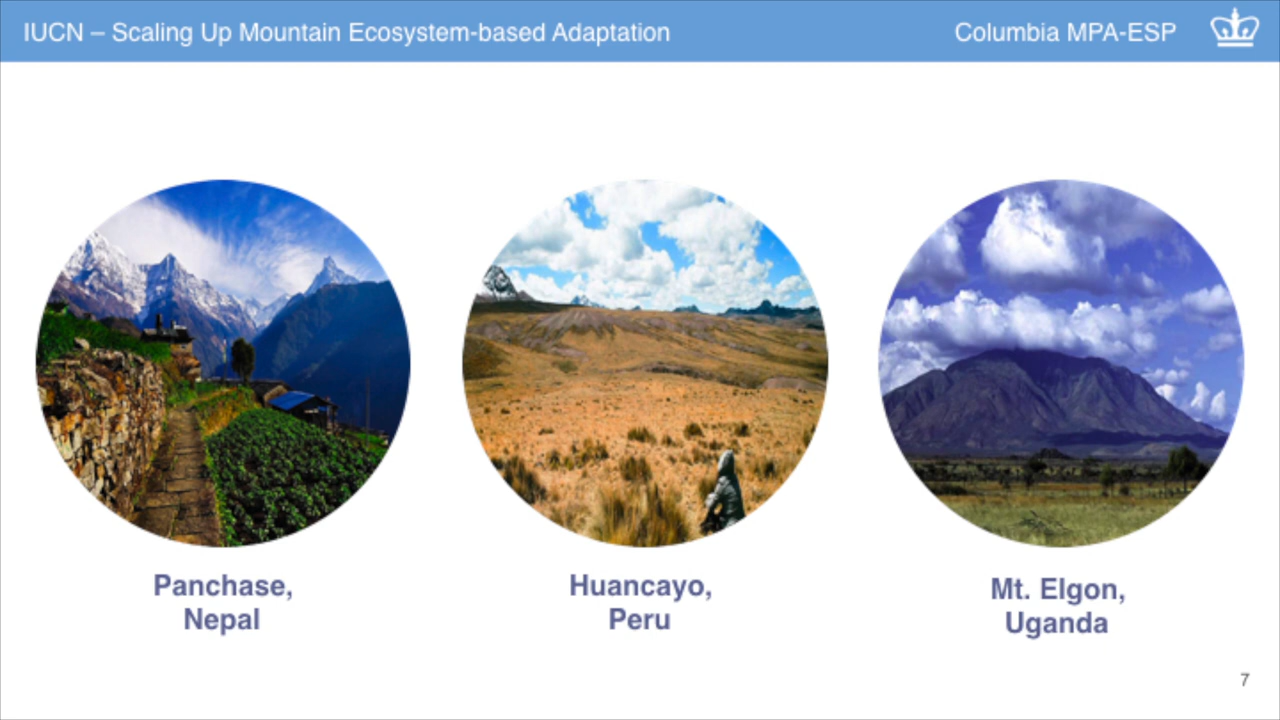 IUCN – Scaling Up Mountain Ecosystem-based Adaptation
Columbia MPA-ESP
Panchase,
Nepal
Huancayo,
Peru
Mt. Elgon,
Uganda
7